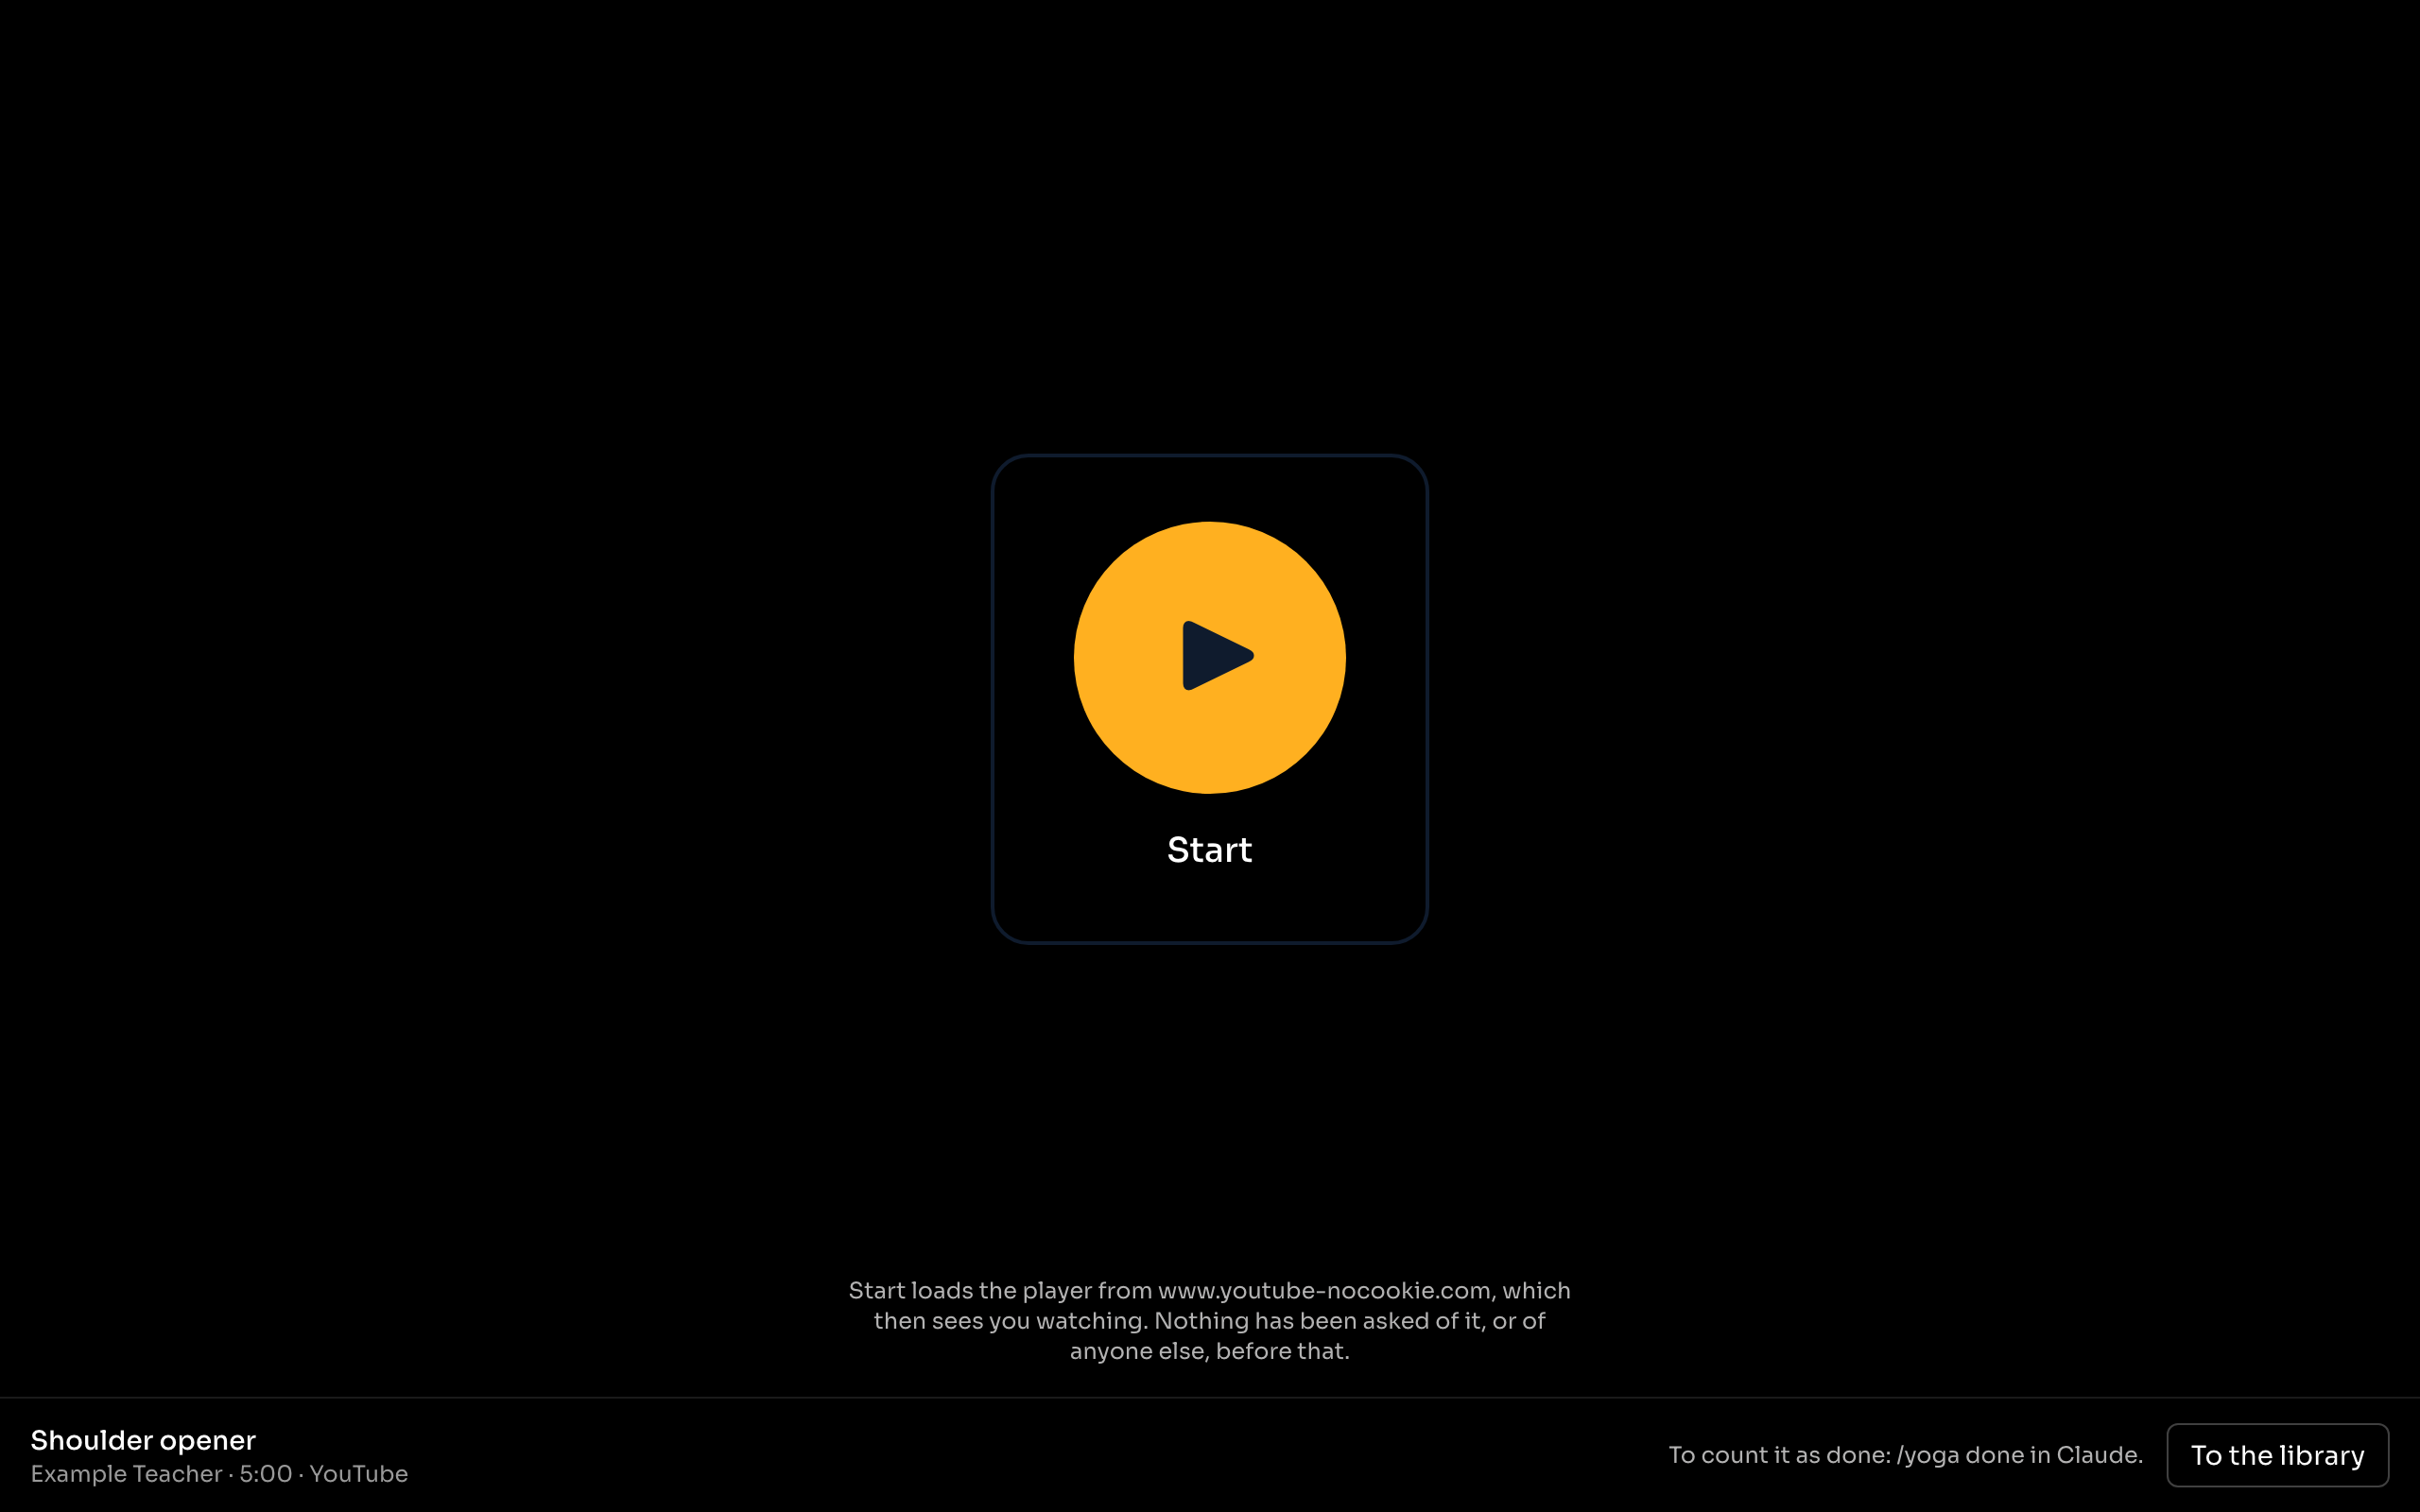 Start
Start loads the player from www.youtube-nocookie.com, which
then sees you watching. Nothing has been asked of it, or of
anyone else, before that.
Shoulder opener
Example Teacher · 5:00 · YouTube
To count it as done: /yoga done in Claude.
To the library